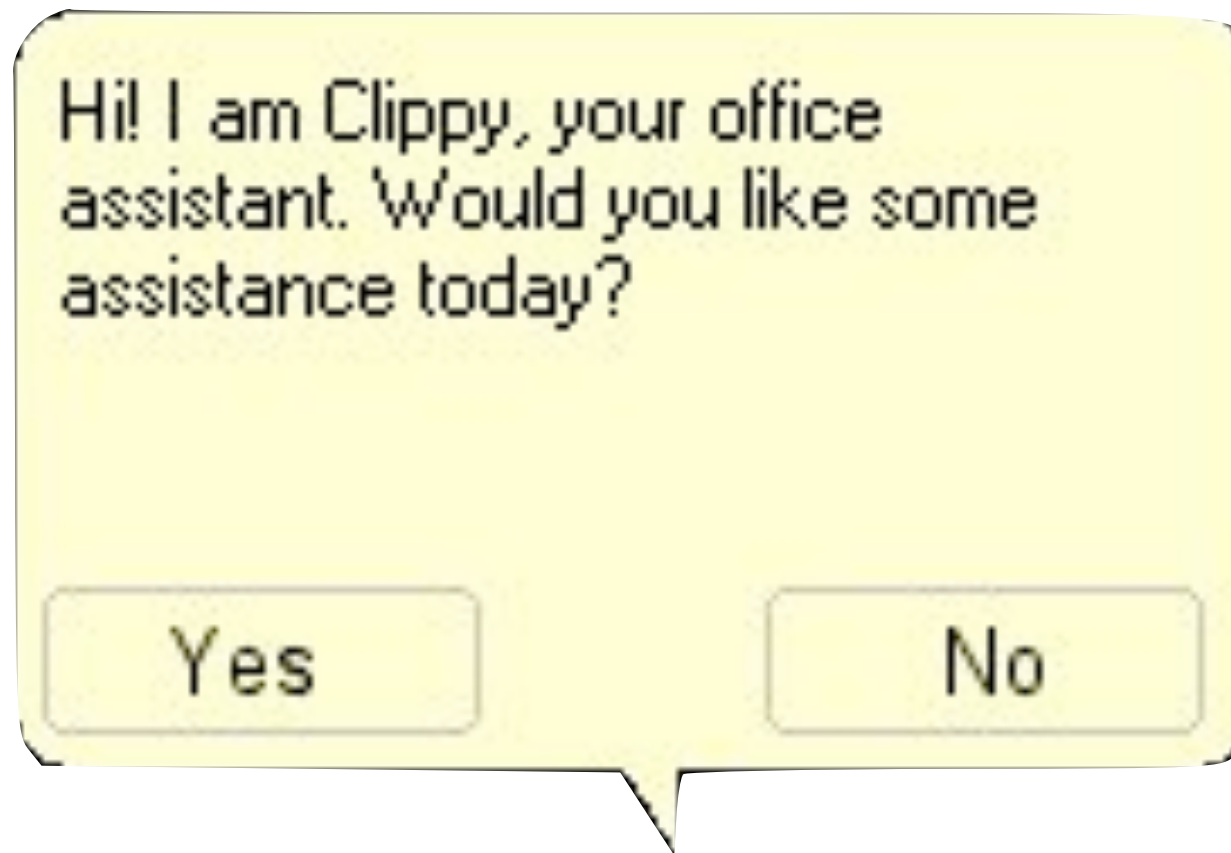 Hi! I am Clippy, your office
assistant. Would you like some
assistance today?
Yes
No